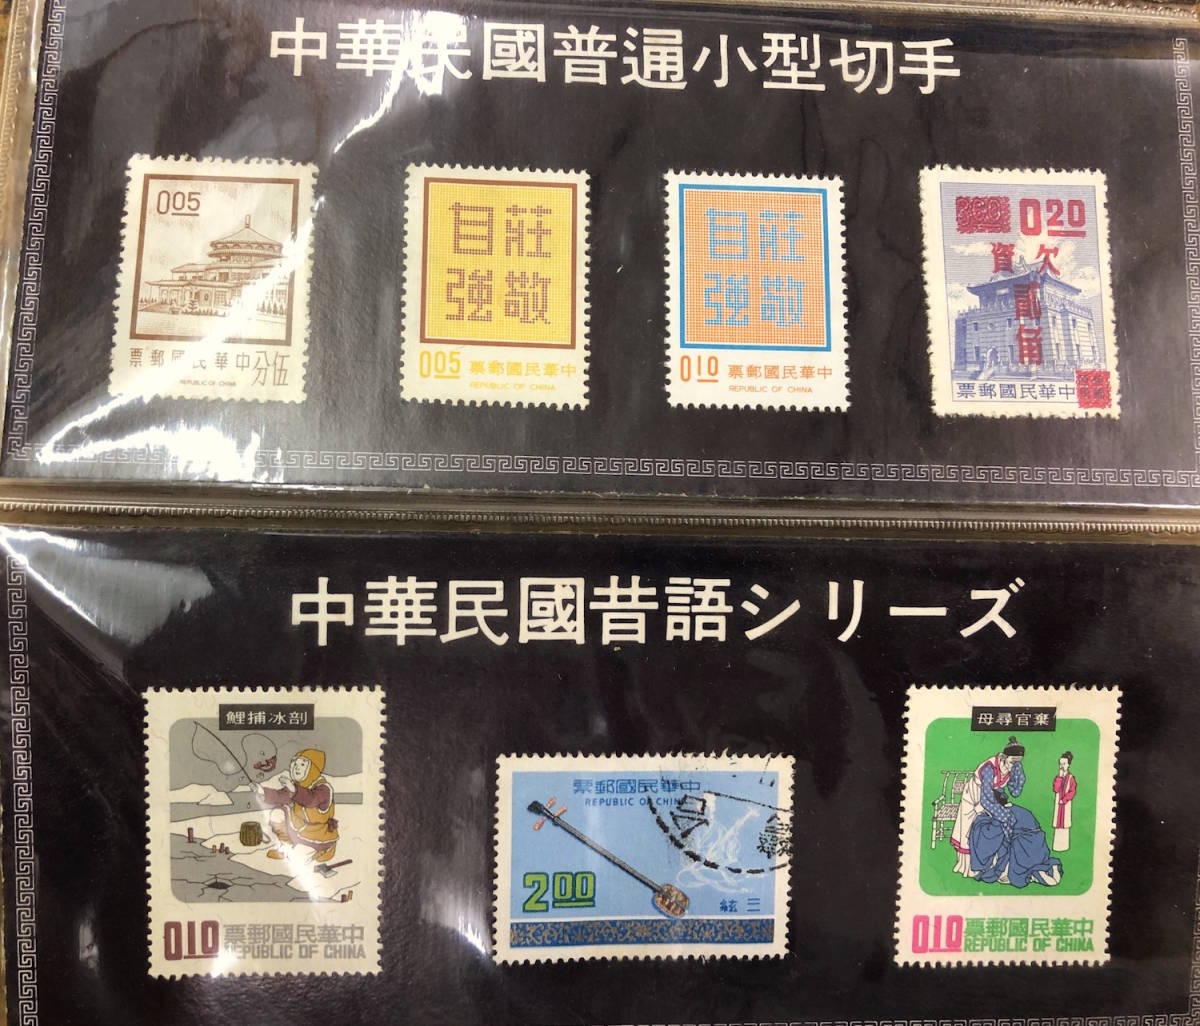 中華民國普通小型切手
0.05
伍分中華民國郵票
REPUBLIC OF CHINA
莊敬
自強
0.05 中華民國郵票
REPUBLIC OF CHINA
莊敬
自強
0.10 中華民國郵票
REPUBLIC OF CHINA
0.20
欠資
貳角
中華民國郵票
中華民國昔語シリーズ
剖冰捕鯉
0.10 中華民國郵票
REPUBLIC OF CHINA
中華民國郵票
REPUBLIC OF CHINA
2.00
三絃
棄官尋母
0.10 中華民國郵票
REPUBLIC OF CHINA